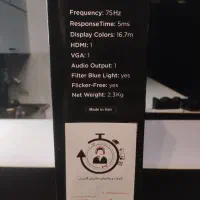 Frequency: 75Hz
ResponseTime: 5ms
Display Colors: 16.7m
HDMI: 1
VGA: 1
Audio Output: 1
Filter Blue Light: yes
Flicker-Free: yes
Net Weight: 2.3Kg
Made in Iran